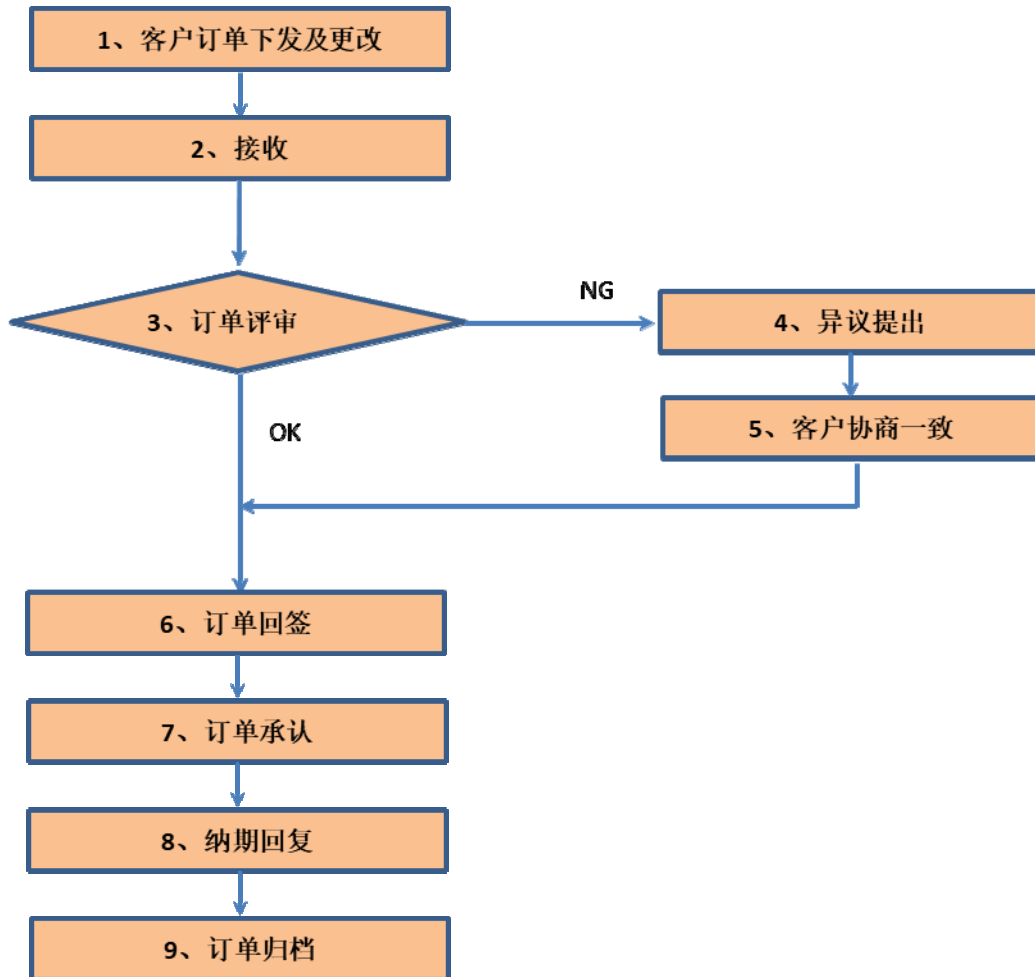 1、客户订单下发及更改
2、接收
3、订单评审
NG
4、异议提出
5、客户协商一致
OK
6、订单回签
7、订单承认
8、纳期回复
9、订单归档